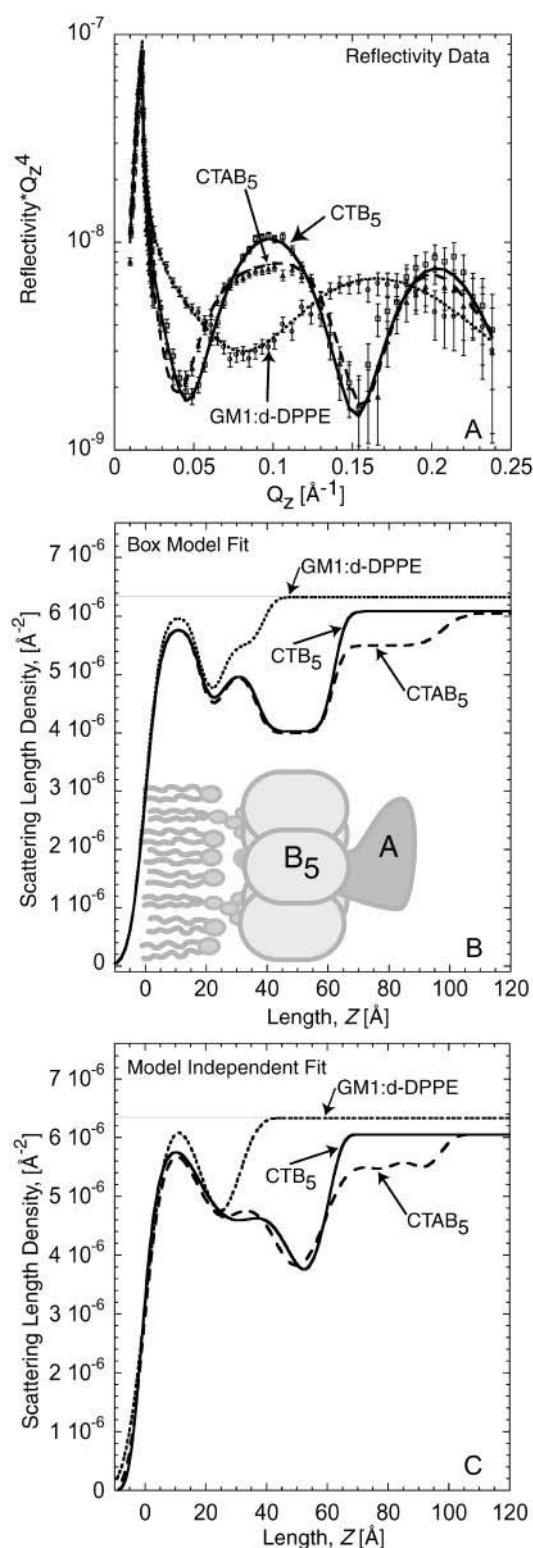 10⁻⁷
Reflectivity Data
CTAB₅
CTB₅
10⁻⁸
Reflectivity*Q_Z⁴
GM1:d-DPPE
A
10⁻⁹
0 0.05 0.1 0.15 0.2 0.25
Q_Z [Å⁻¹]
7 10⁻⁶
Box Model Fit
GM1:d-DPPE
6 10⁻⁶
CTB₅
CTAB₅
5 10⁻⁶
4 10⁻⁶
Scattering Length Density, [Å⁻²]
3 10⁻⁶
2 10⁻⁶
B₅
A
1 10⁻⁶
B
0
0 20 40 60 80 100 120
Length, Z [Å]
7 10⁻⁶
Model Independent Fit
GM1:d-DPPE
6 10⁻⁶
CTB₅
CTAB₅
5 10⁻⁶
4 10⁻⁶
Scattering Length Density, [Å⁻²]
3 10⁻⁶
2 10⁻⁶
1 10⁻⁶
C
0
0 20 40 60 80 100 120
Length, Z [Å]